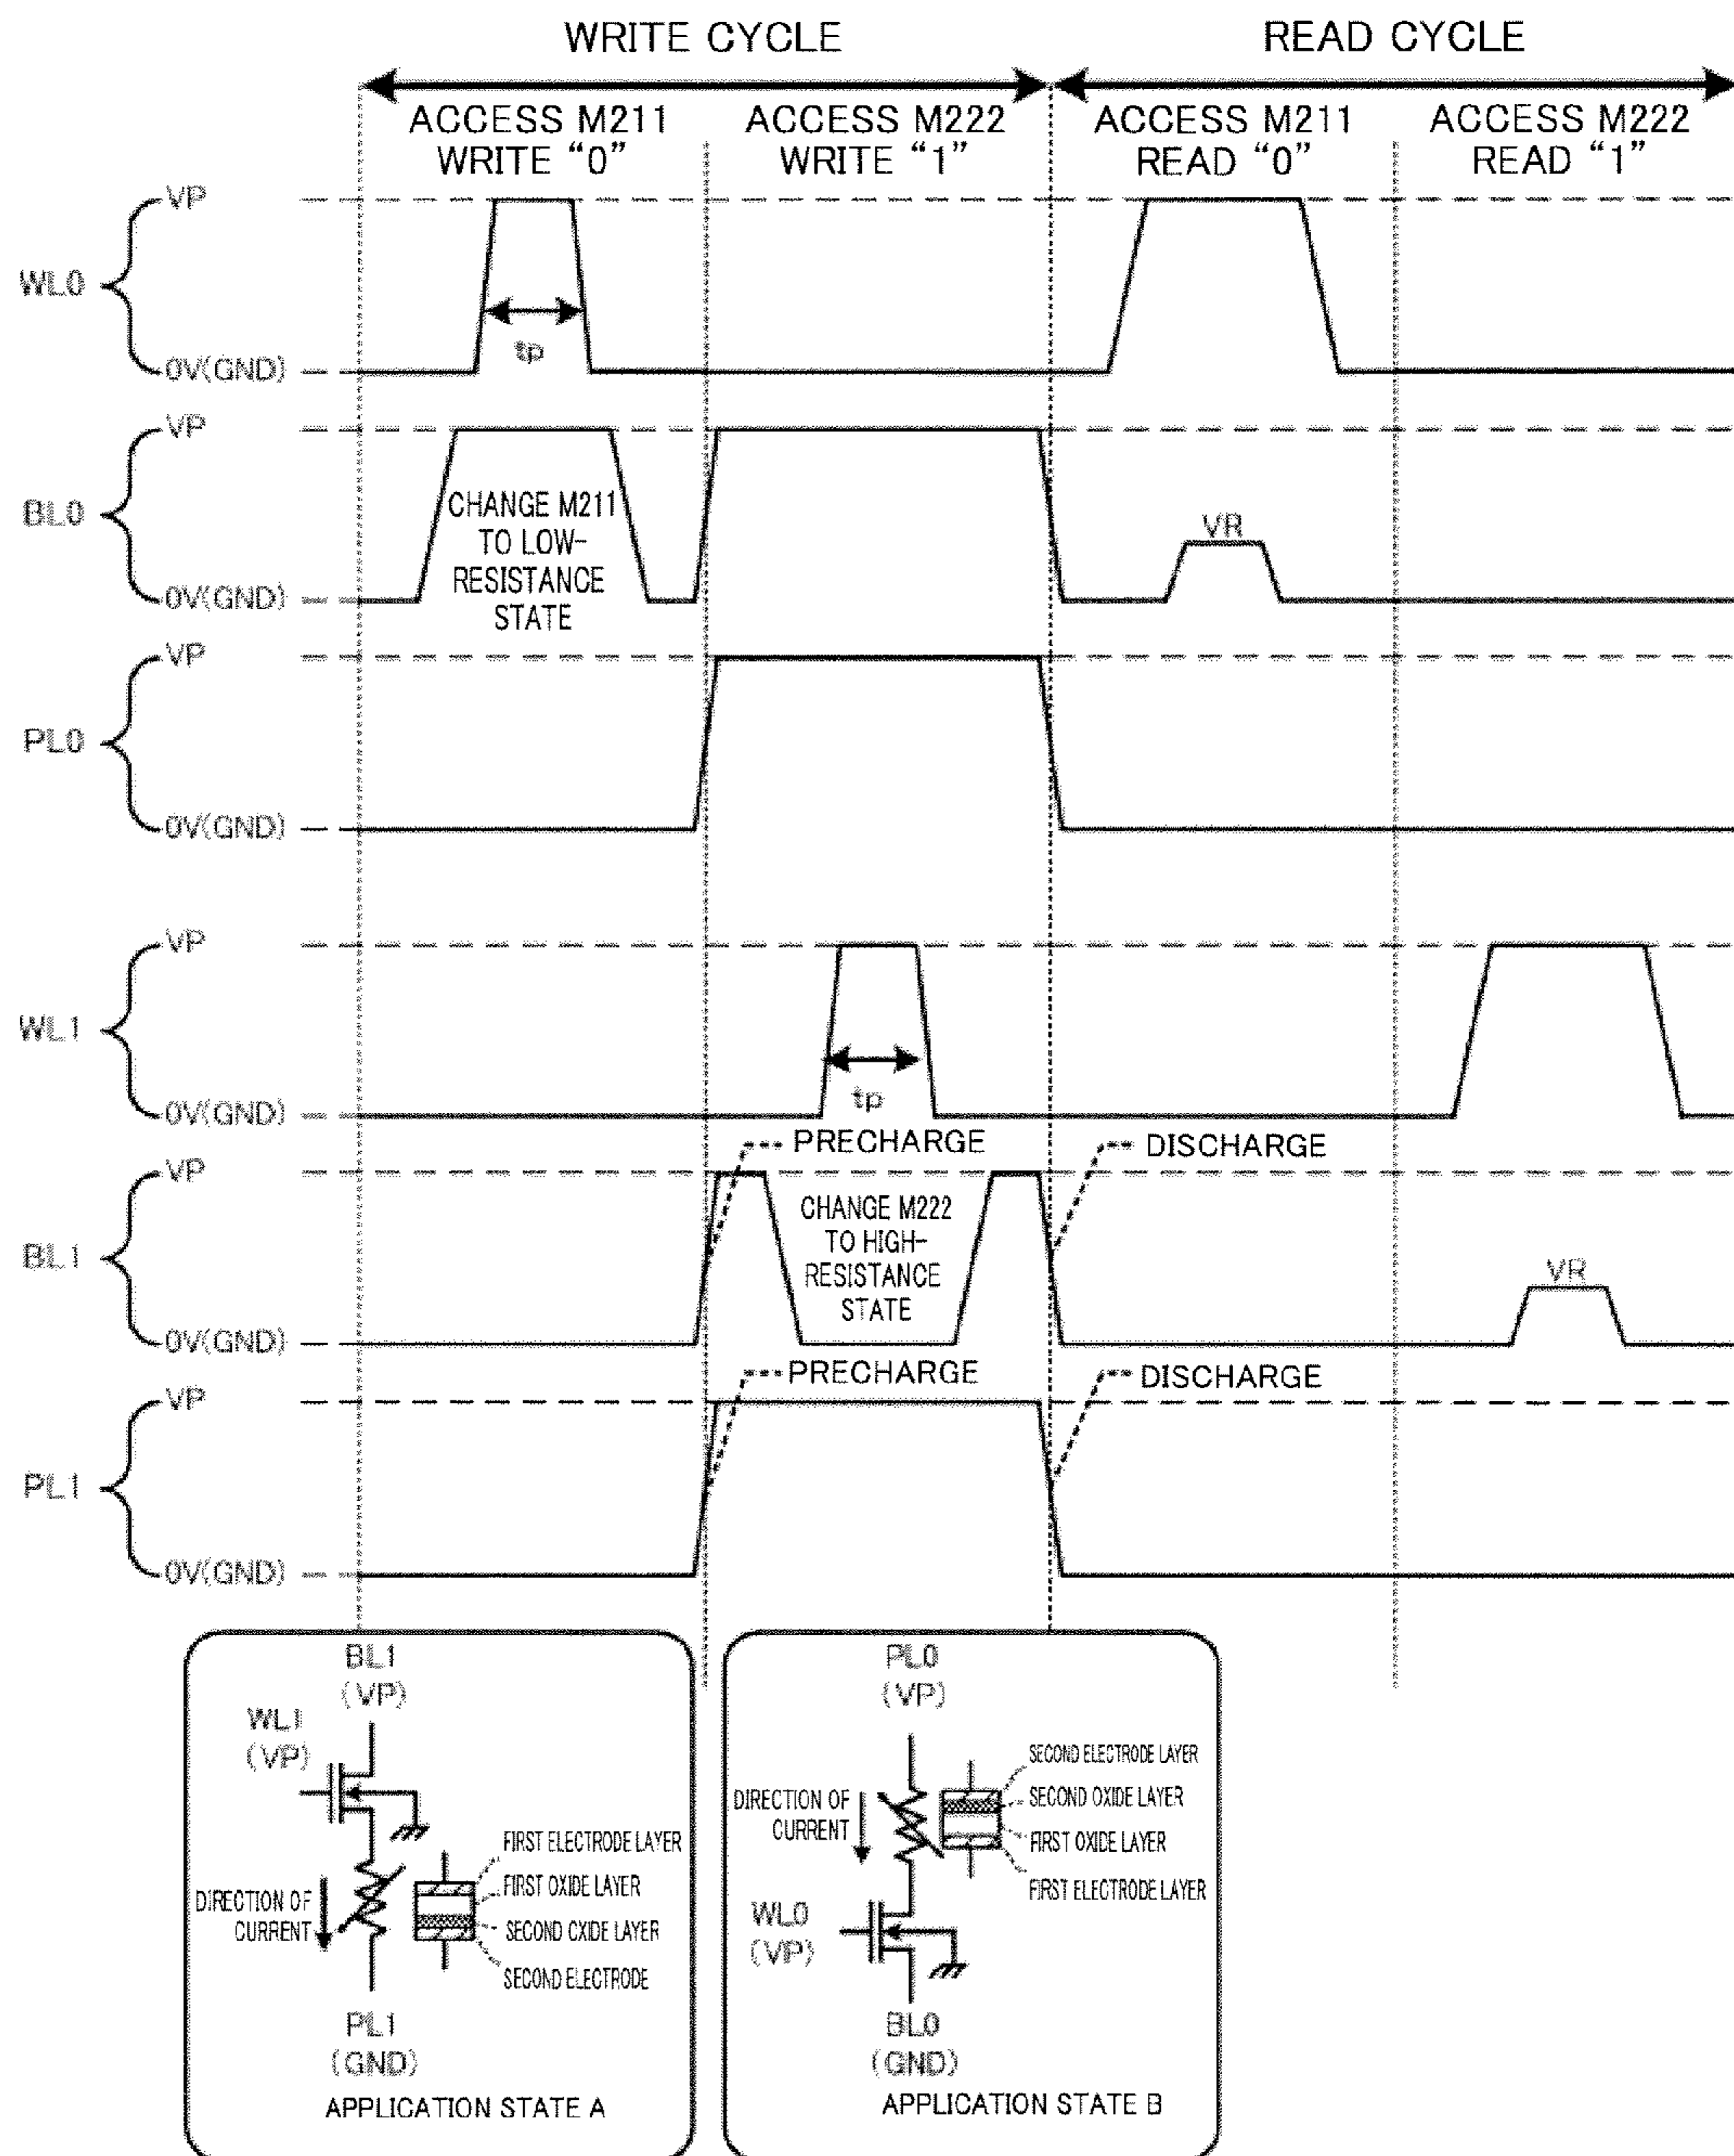 WRITE CYCLE
READ CYCLE
ACCESS M211
WRITE “0”
ACCESS M222
WRITE “1”
ACCESS M211
READ “0”
ACCESS M222
READ “1”
WL0
VP
tp
0V(GND)
BL0
VP
CHANGE M211
TO LOW-
RESISTANCE
STATE
VR
0V(GND)
PL0
VP
0V(GND)
WL1
VP
tp
0V(GND)
PRECHARGE
DISCHARGE
BL1
VP
CHANGE M222
TO HIGH-
RESISTANCE
STATE
VR
0V(GND)
PRECHARGE
DISCHARGE
PL1
VP
0V(GND)
BL1
(VP)
WL1
(VP)
DIRECTION OF
CURRENT
FIRST ELECTRODE LAYER
FIRST OXIDE LAYER
SECOND OXIDE LAYER
SECOND ELECTRODE
PL1
(GND)
APPLICATION STATE A
PL0
(VP)
DIRECTION OF
CURRENT
SECOND ELECTRODE LAYER
SECOND OXIDE LAYER
FIRST OXIDE LAYER
FIRST ELECTRODE LAYER
WL0
(VP)
BL0
(GND)
APPLICATION STATE B